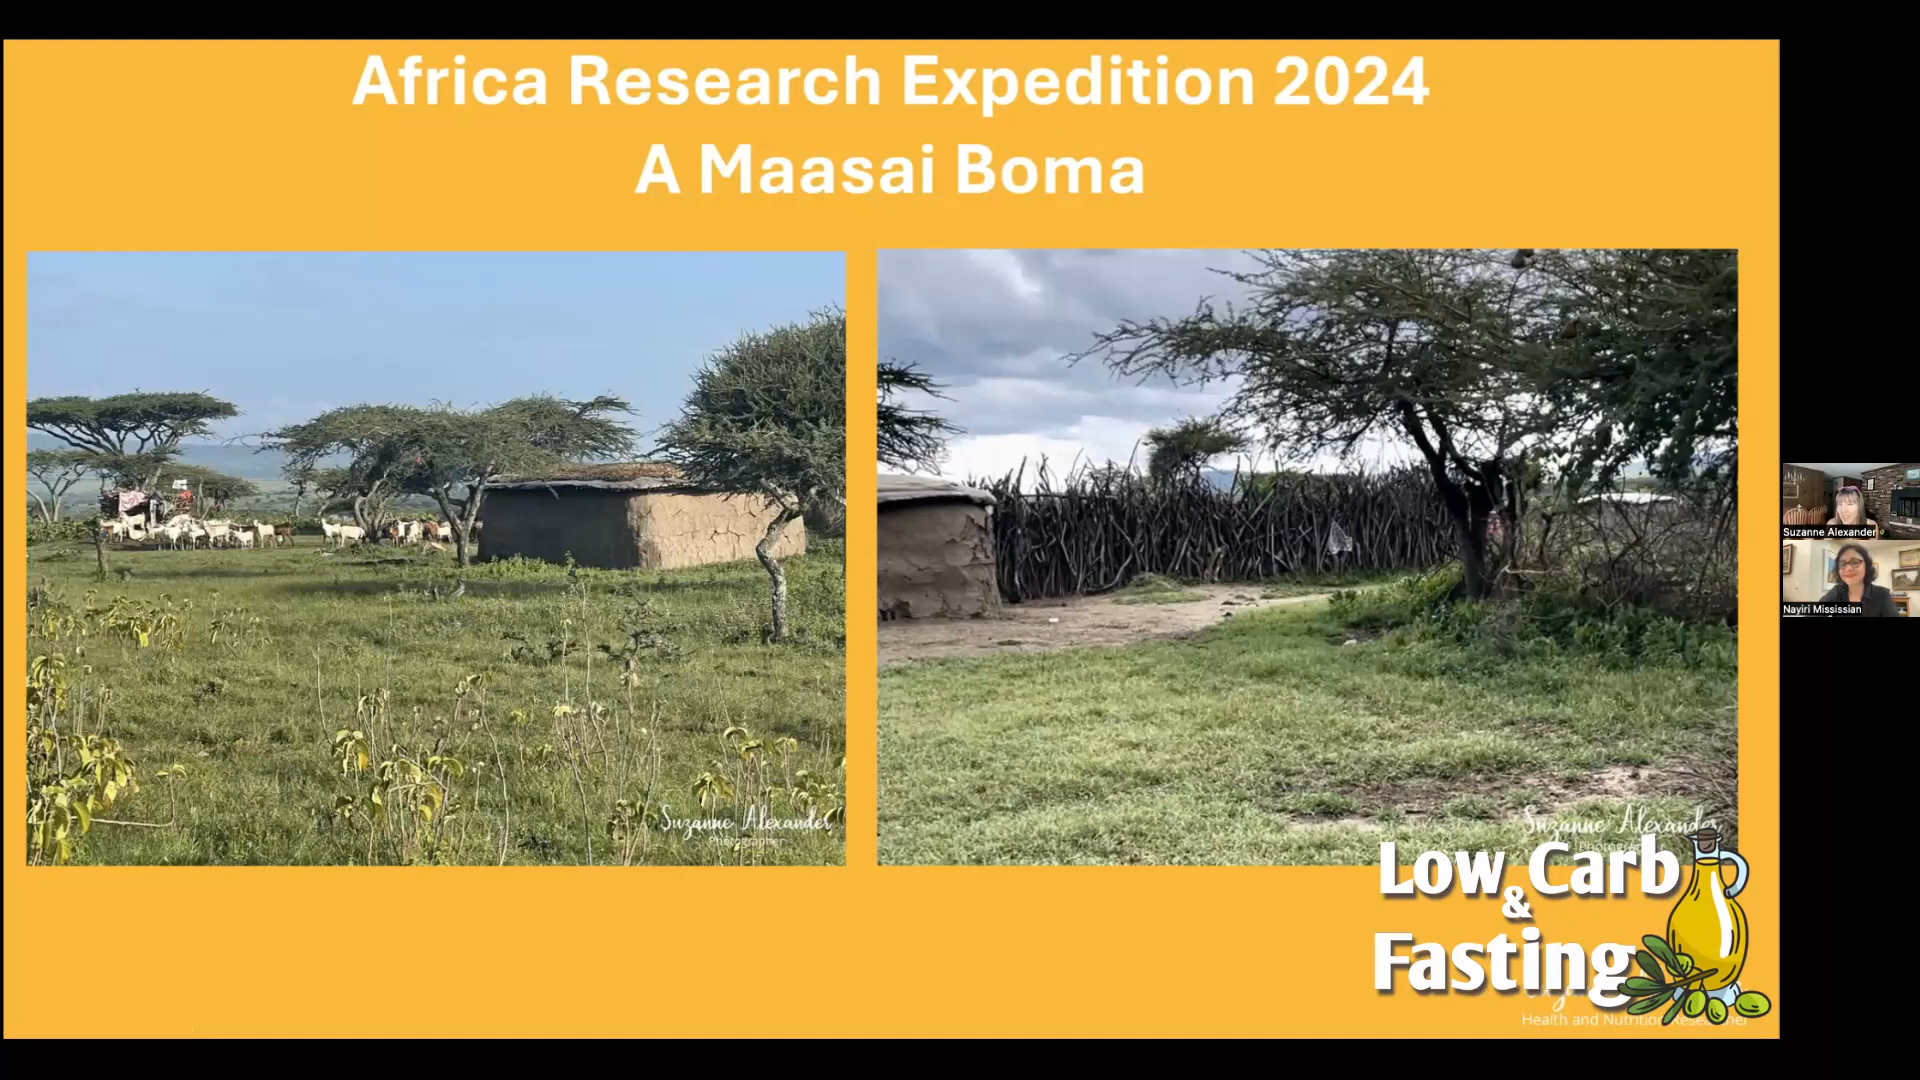 Africa Research Expedition 2024
A Maasai Boma
Suzanne Alexander
Photographer
Suzanne Alexander
Low Carb
&
Fasting
Health and Nutrition Researcher
Suzanne Alexander
Nayiri Mississian